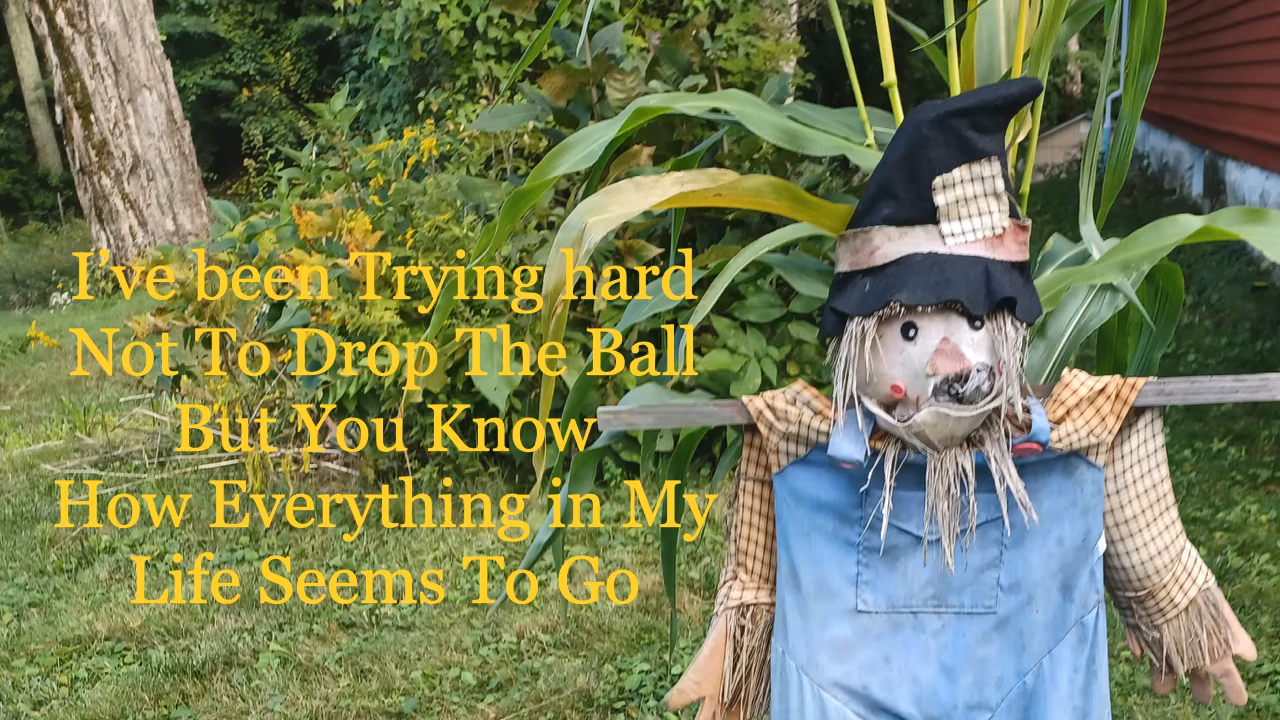 I've been Trying hard
Not To Drop The Ball
But You Know
How Everything in My
Life Seems To Go